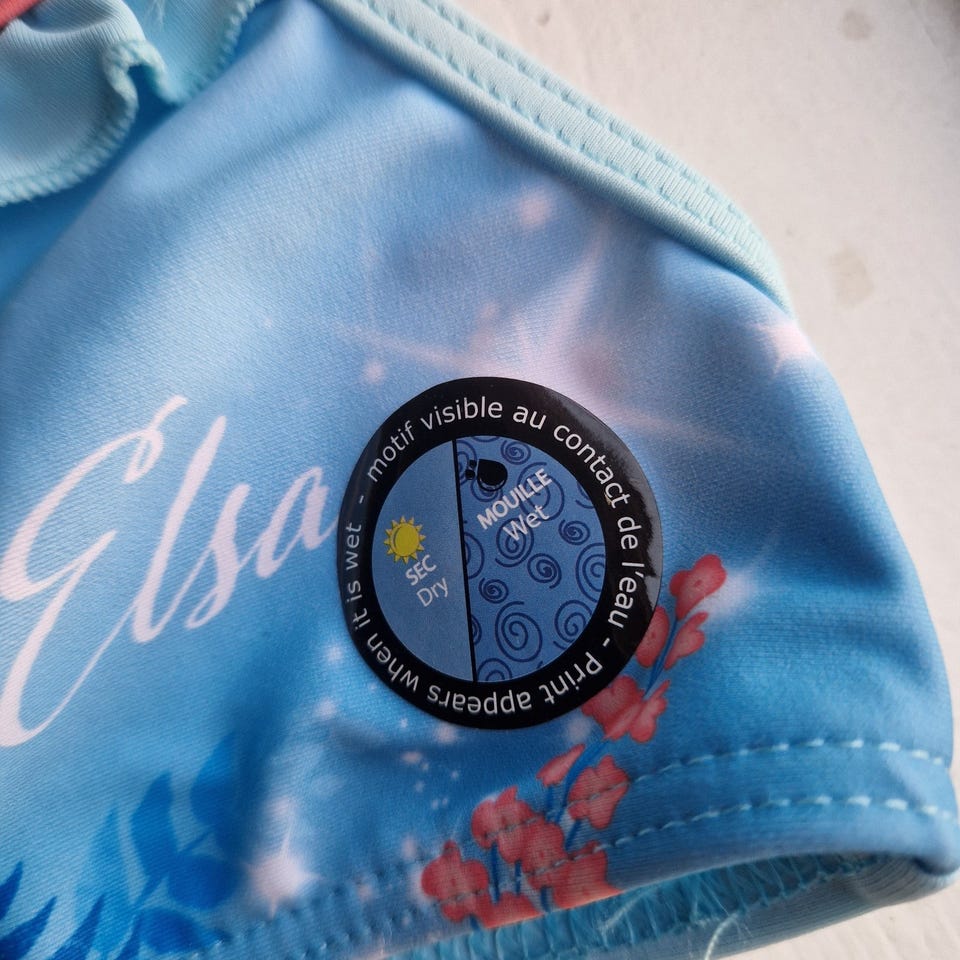 Elsa
motif visible au contact de l'eau - Print appears when it is wet -
SEC
Dry
MOUILLE
Wet